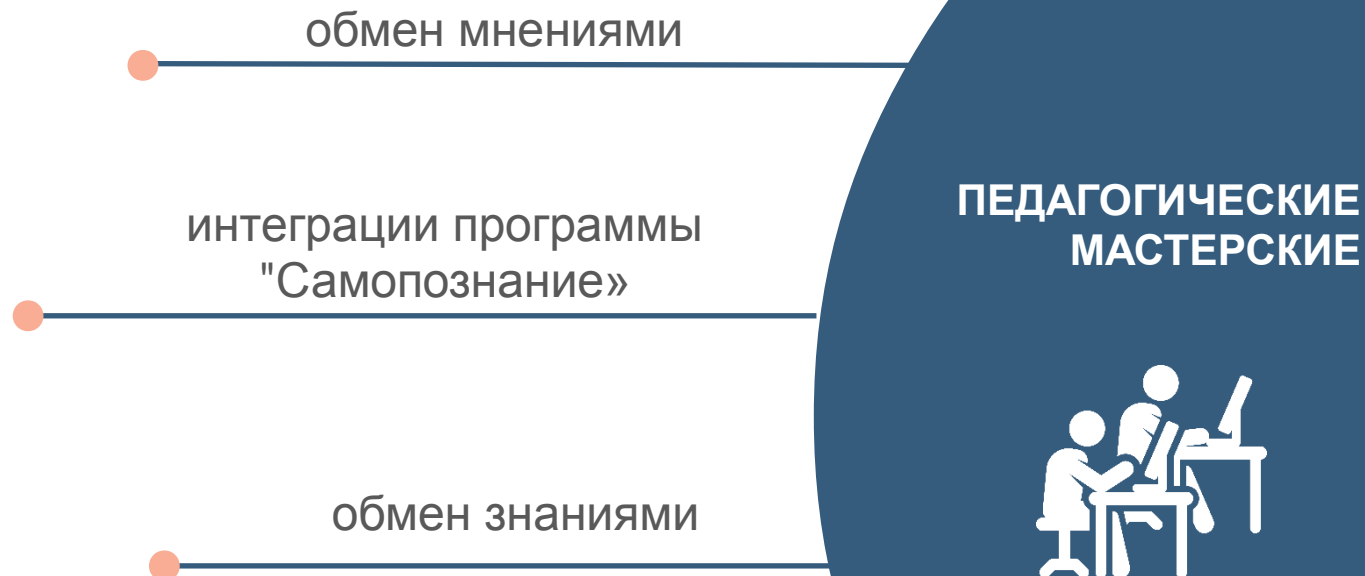 обмен мнениями
интеграции программы
"Самопознание»
обмен знаниями
ПЕДАГОГИЧЕСКИЕ
МАСТЕРСКИЕ